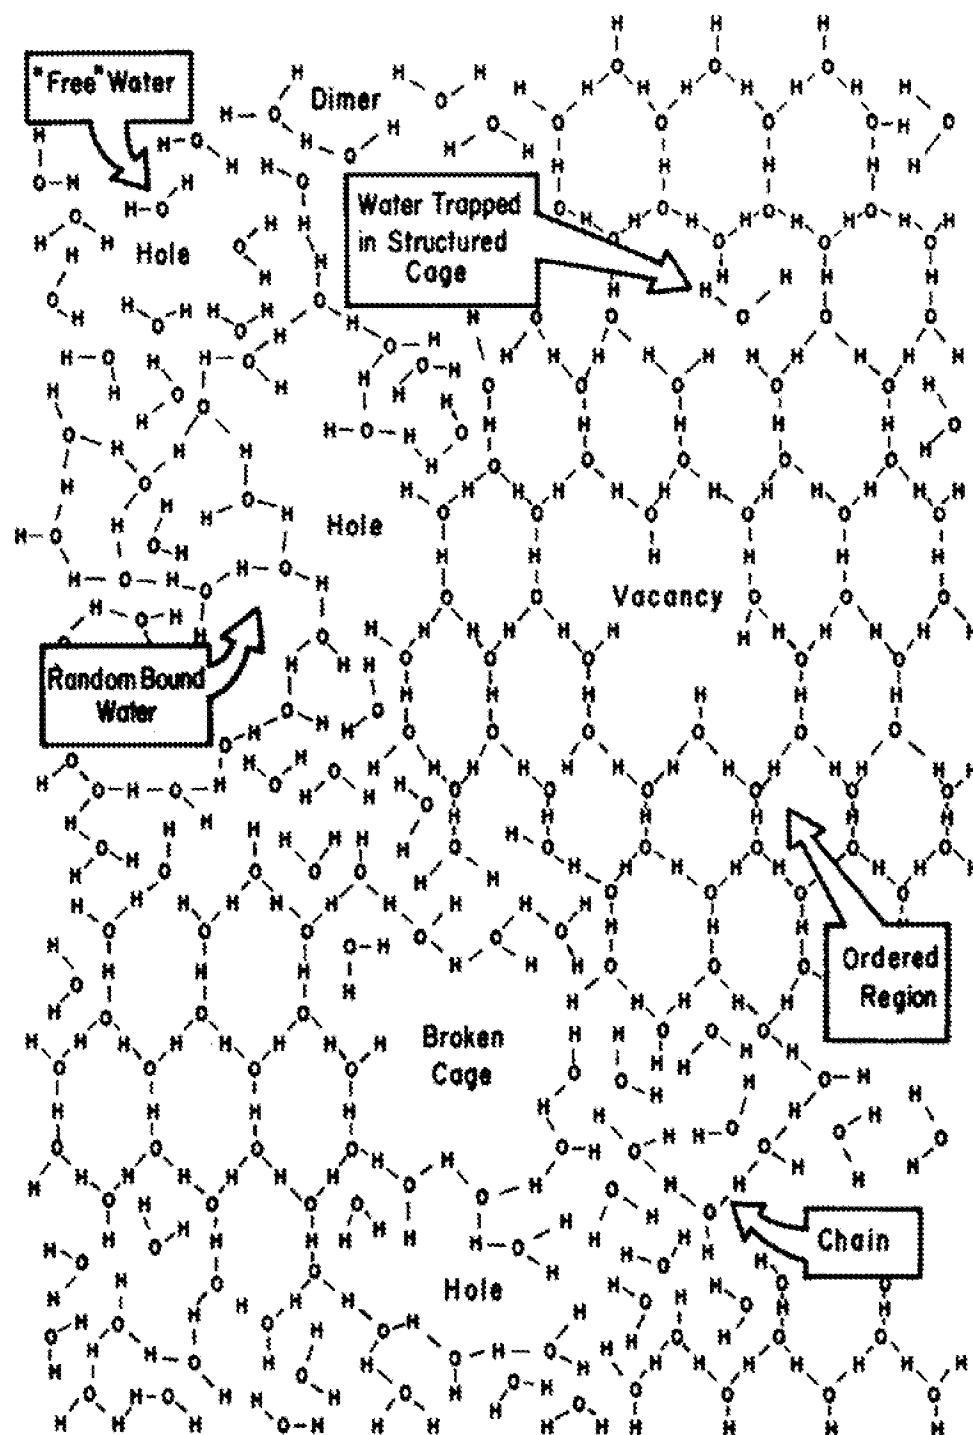 "Free" Water
Dimer
Hole
Water Trapped
in Structured
Cage
Hole
Vacancy
Random Bound
Water
Ordered
Region
Broken
Cage
Chain
Hole